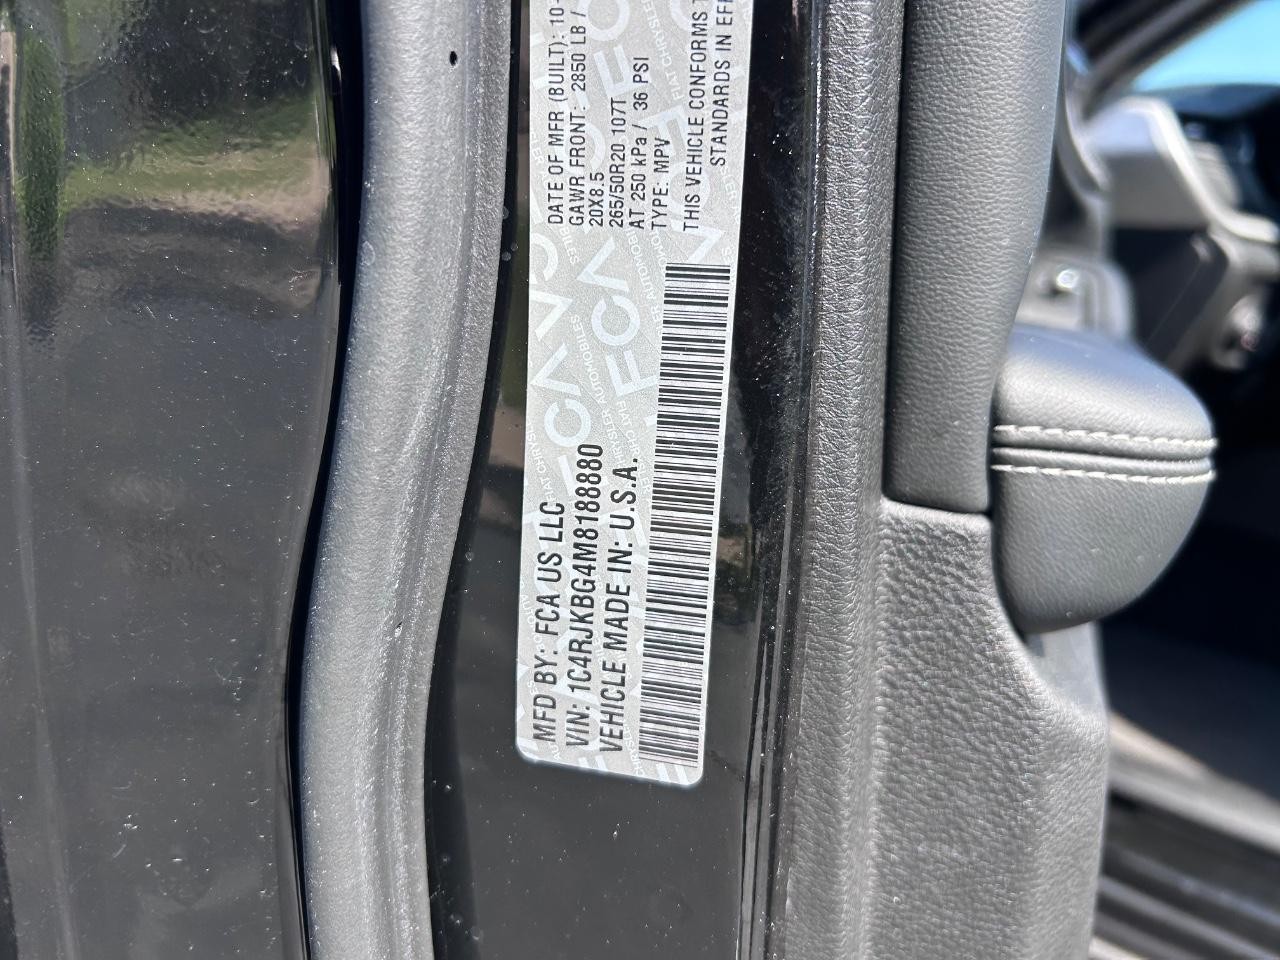 MFD BY: FCA US LLC
DATE OF MFR (BUILT): 10-
VIN: 1C4RJKBG4M8188880
GAWR FRONT: 2850 LB /
20X8.5
VEHICLE MADE IN: U.S.A.
265/50R20 107T
AT 250 kPa / 36 PSI
TYPE: MPV
THIS VEHICLE CONFORMS T
STANDARDS IN EF